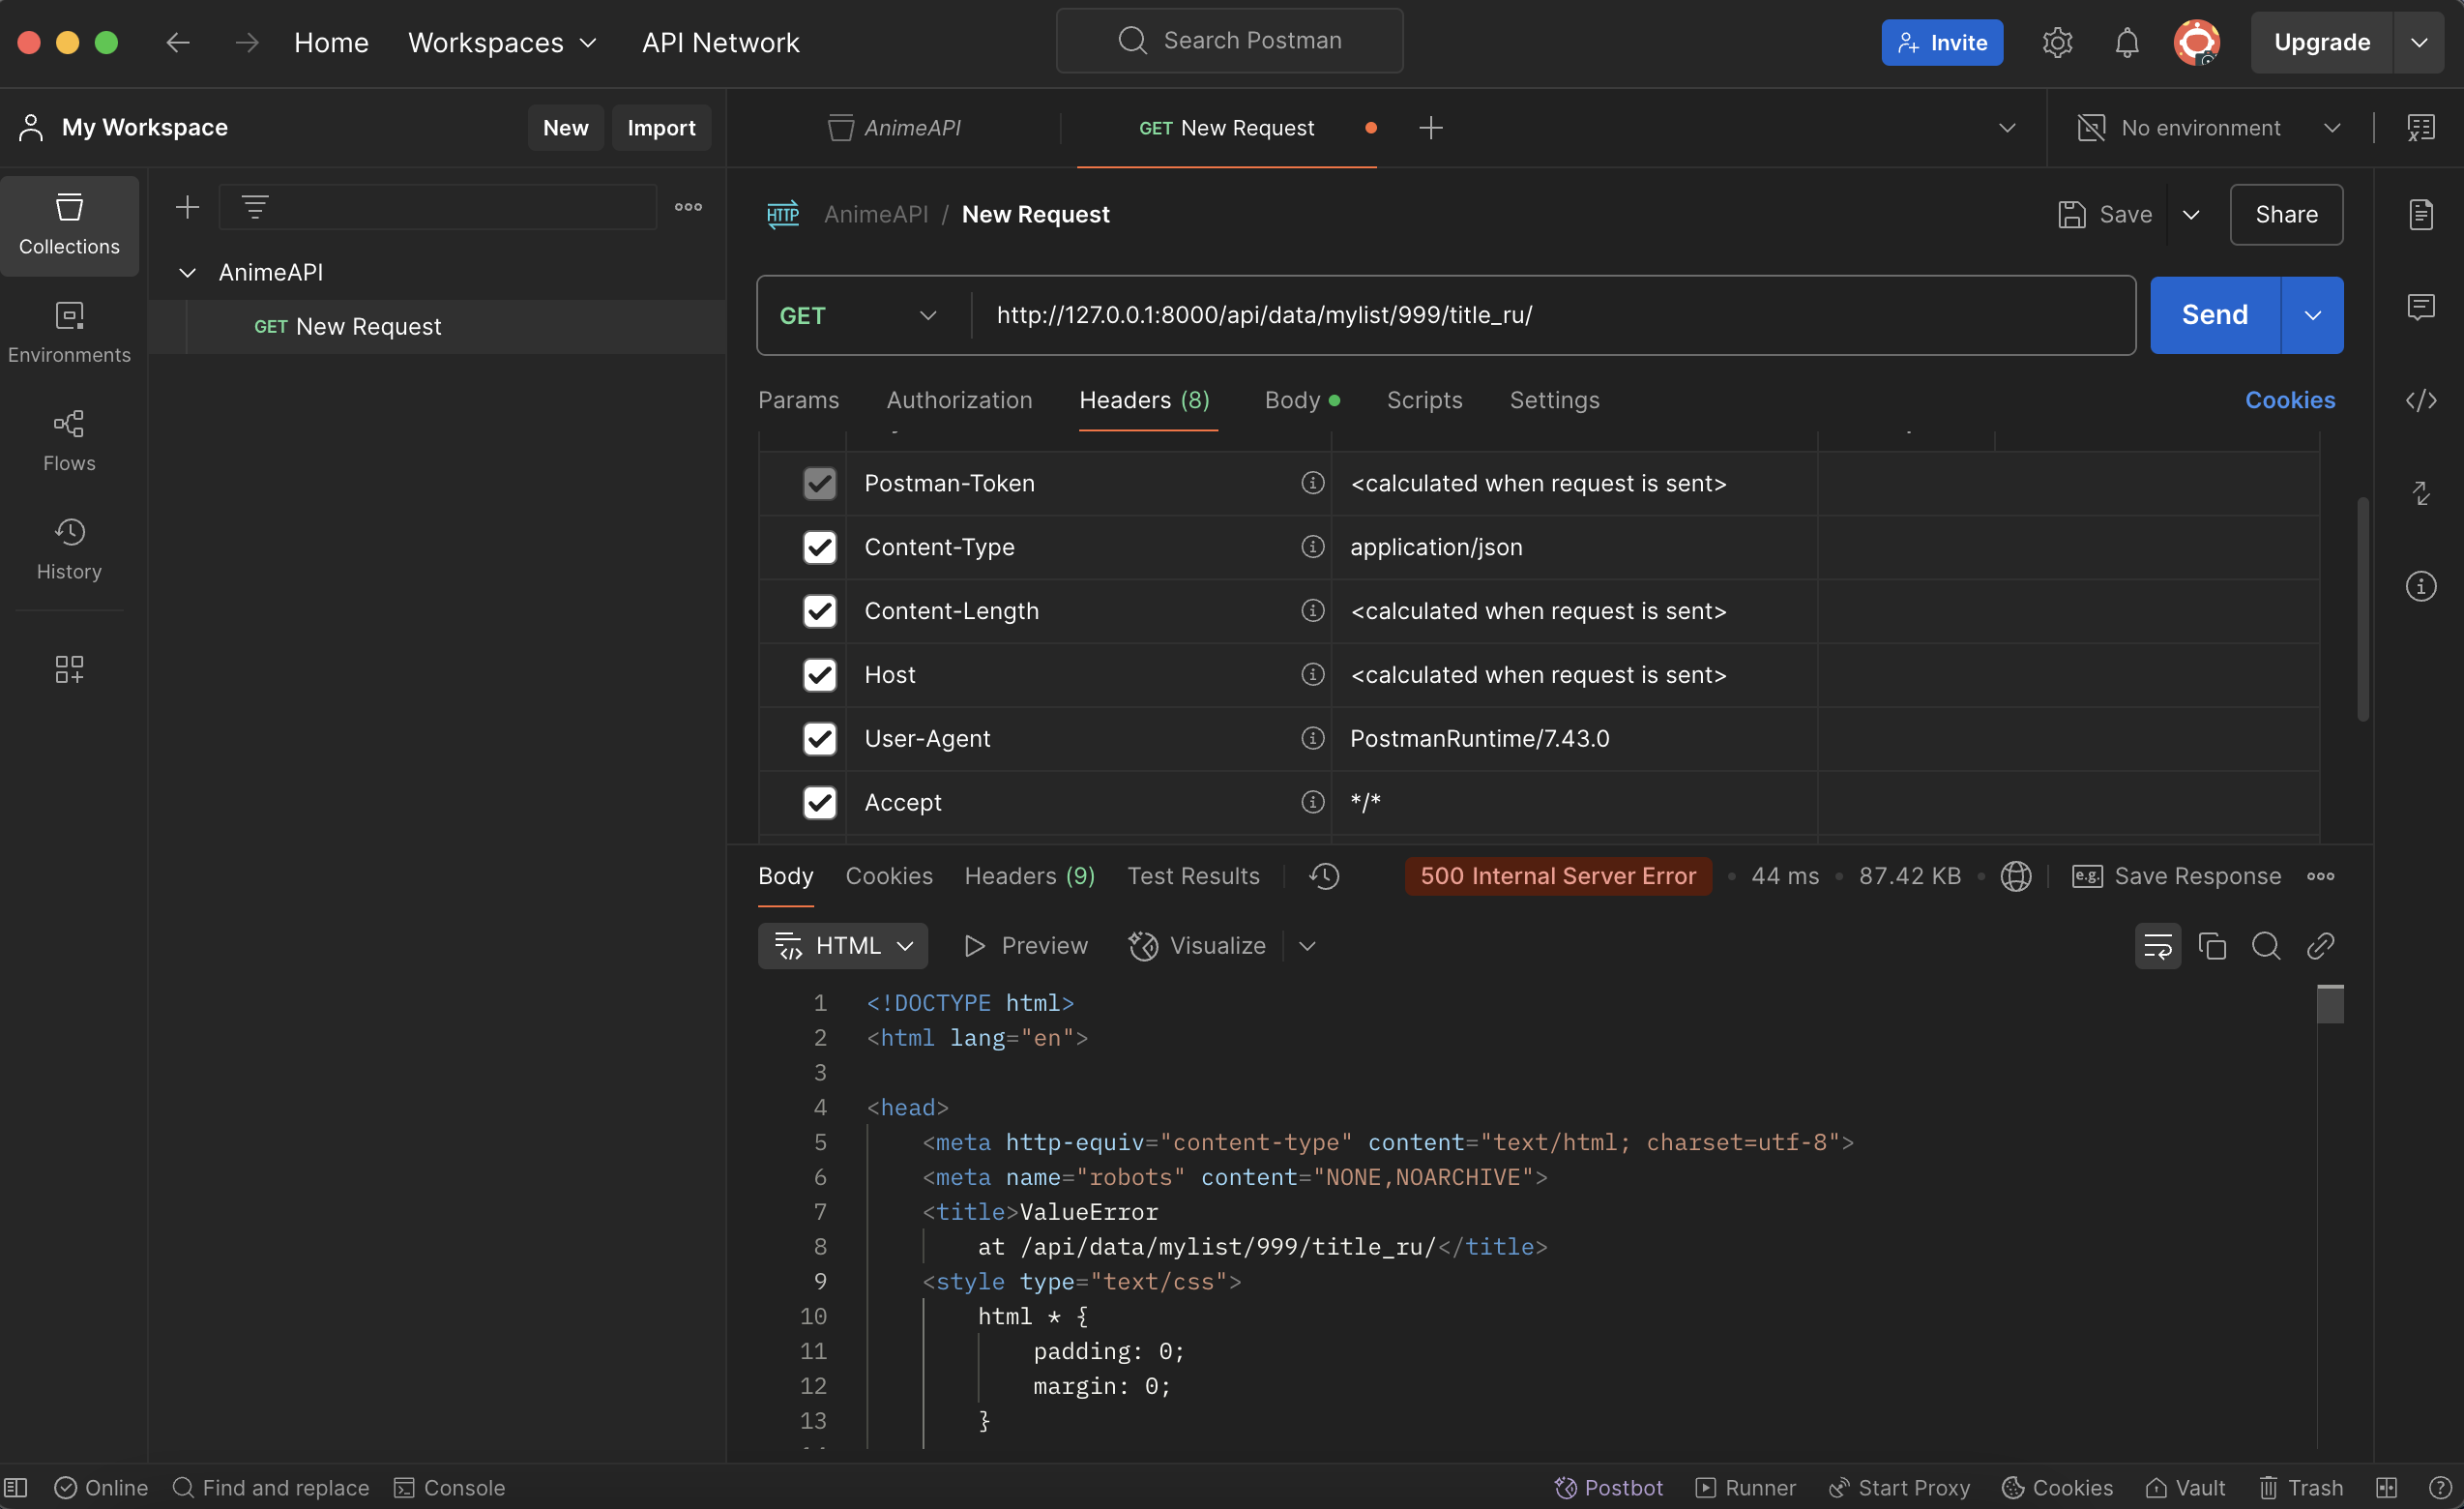 Home Workspaces API Network Search Postman Invite Upgrade
My Workspace New Import AnimeAPI GET New Request No environment
Collections
Environments
Flows
History
AnimeAPI
GET New Request
HTTP AnimeAPI / New Request Save Share
GET http://127.0.0.1:8000/api/data/mylist/999/title_ru/ Send
Params Authorization Headers (8) Body Scripts Settings Cookies
Postman-Token <calculated when request is sent>
Content-Type application/json
Content-Length <calculated when request is sent>
Host <calculated when request is sent>
User-Agent PostmanRuntime/7.43.0
Accept */*
Body Cookies Headers (9) Test Results 500 Internal Server Error • 44 ms • 87.42 KB • e.g. Save Response
HTML Preview Visualize
1 <!DOCTYPE html>
2 <html lang="en">
3
4 <head>
5 <meta http-equiv="content-type" content="text/html; charset=utf-8">
6 <meta name="robots" content="NONE,NOARCHIVE">
7 <title>ValueError
8 at /api/data/mylist/999/title_ru/</title>
9 <style type="text/css">
10 html * {
11 padding: 0;
12 margin: 0;
13 }
Online Find and replace Console Postbot Runner Start Proxy Cookies Vault Trash